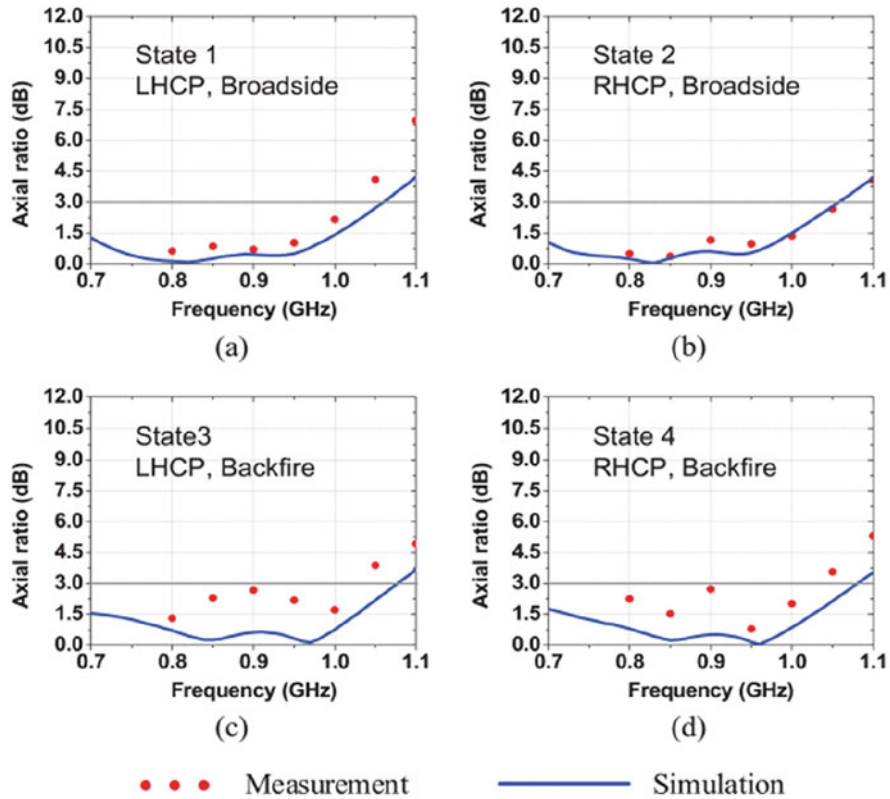 12.0
10.5
9.0
7.5
6.0
4.5
3.0
1.5
0.0
Axial ratio (dB)
State 1
LHCP, Broadside
0.7 0.8 0.9 1.0 1.1
Frequency (GHz)
(a)
12.0
10.5
9.0
7.5
6.0
4.5
3.0
1.5
0.0
Axial ratio (dB)
State 2
RHCP, Broadside
0.7 0.8 0.9 1.0 1.1
Frequency (GHz)
(b)
12.0
10.5
9.0
7.5
6.0
4.5
3.0
1.5
0.0
Axial ratio (dB)
State3
LHCP, Backfire
0.7 0.8 0.9 1.0 1.1
Frequency (GHz)
(c)
12.0
10.5
9.0
7.5
6.0
4.5
3.0
1.5
0.0
Axial ratio (dB)
State 4
RHCP, Backfire
0.7 0.8 0.9 1.0 1.1
Frequency (GHz)
(d)
Measurement
Simulation